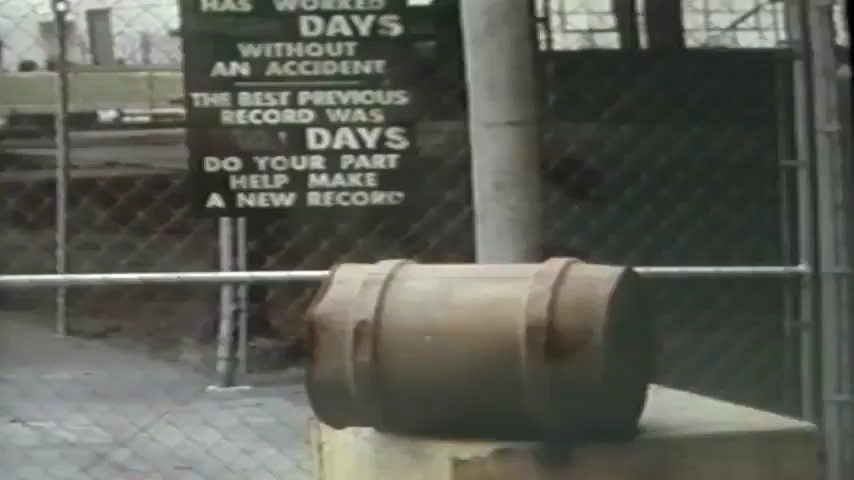 HAS WORKED
DAYS
WITHOUT
AN ACCIDENT
THE BEST PREVIOUS
RECORD WAS
DAYS
DO YOUR PART
HELP MAKE
A NEW RECORD